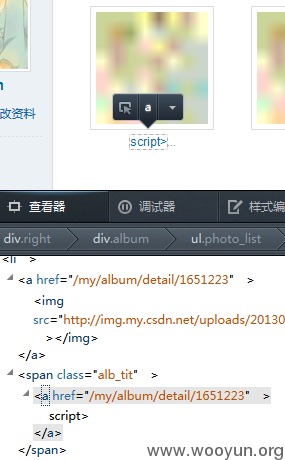 改资料
a
script>...
查看器
调试器
样式编
div.right
div.album
ul.photo_list
<li >
<a href="/my/album/detail/1651223" >
<img
src="http://img.my.csdn.net/uploads/20130
></img>
</a>
<span class="alb_tit" >
<a href="/my/album/detail/1651223" >
script>
</a>
</span>
www.wooyun.org